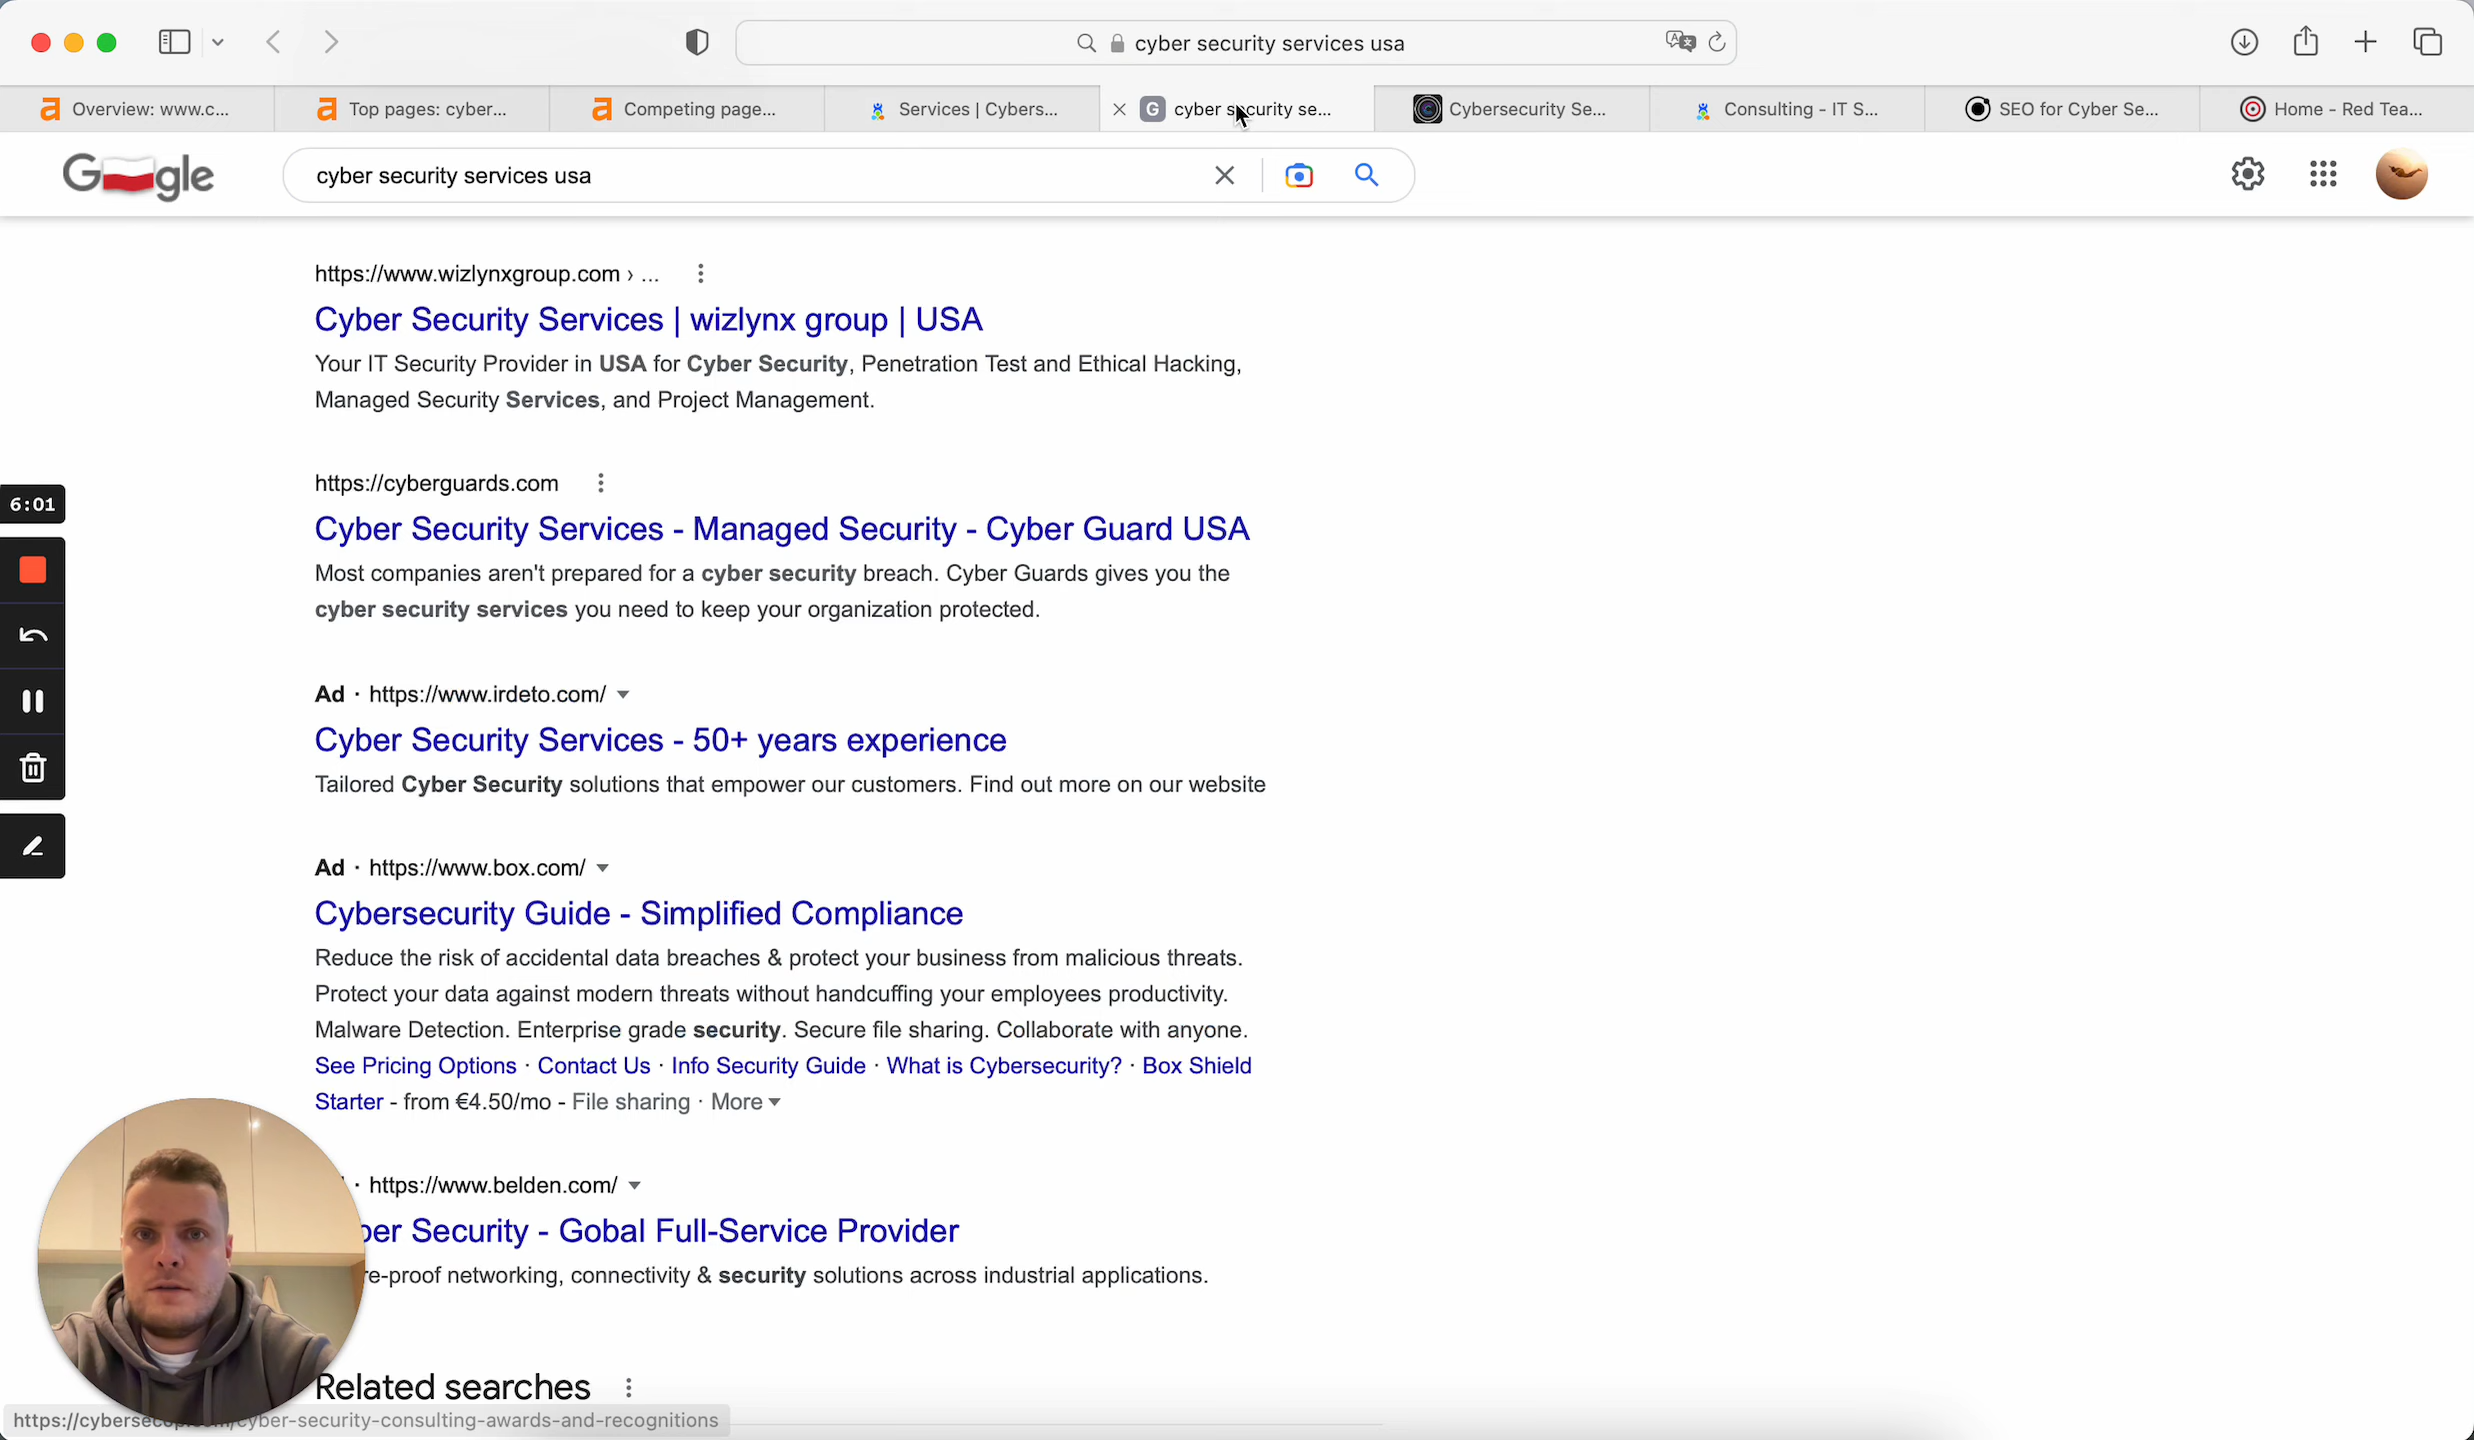 cyber security services usa
Overview: www.c...
Top pages: cyber...
Competing page...
Services | Cybers...
G
cyber security se...
Cybersecurity Se...
Consulting - IT S...
SEO for Cyber Se...
Home - Red Tea...
G gle
cyber security services usa
https://www.wizlynxgroup.com › ...
Cyber Security Services | wizlynx group | USA
Your IT Security Provider in USA for Cyber Security, Penetration Test and Ethical Hacking,
Managed Security Services, and Project Management.
https://cyberguards.com
Cyber Security Services - Managed Security - Cyber Guard USA
Most companies aren't prepared for a cyber security breach. Cyber Guards gives you the
cyber security services you need to keep your organization protected.
6:01
Ad · https://www.irdeto.com/
Cyber Security Services - 50+ years experience
Tailored Cyber Security solutions that empower our customers. Find out more on our website
Ad · https://www.box.com/
Cybersecurity Guide - Simplified Compliance
Reduce the risk of accidental data breaches & protect your business from malicious threats.
Protect your data against modern threats without handcuffing your employees productivity.
Malware Detection. Enterprise grade security. Secure file sharing. Collaborate with anyone.
See Pricing Options · Contact Us · Info Security Guide · What is Cybersecurity? · Box Shield
Starter - from €4.50/mo - File sharing · More
· https://www.belden.com/
ber Security - Gobal Full-Service Provider
re-proof networking, connectivity & security solutions across industrial applications.
Related searches
https://cybersecop.com/cyber-security-consulting-awards-and-recognitions